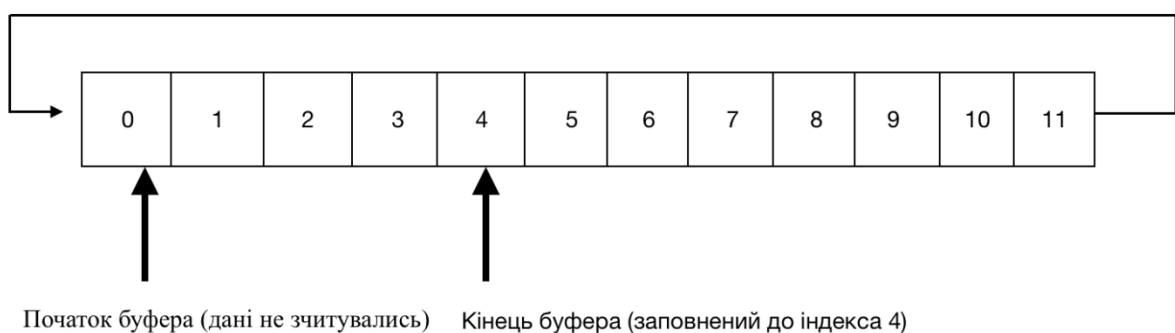 0 1 2 3 4 5 6 7 8 9 10 11
Початок буфера (дані не зчитувались) Кінець буфера (заповнений до індекса 4)